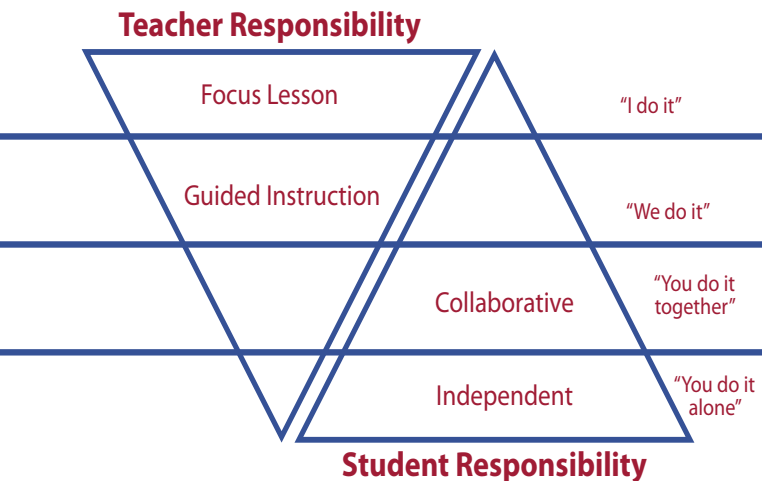 Teacher Responsibility
Focus Lesson
“I do it”
Guided Instruction
“We do it”
Collaborative
“You do it
together”
Independent
“You do it
alone”
Student Responsibility